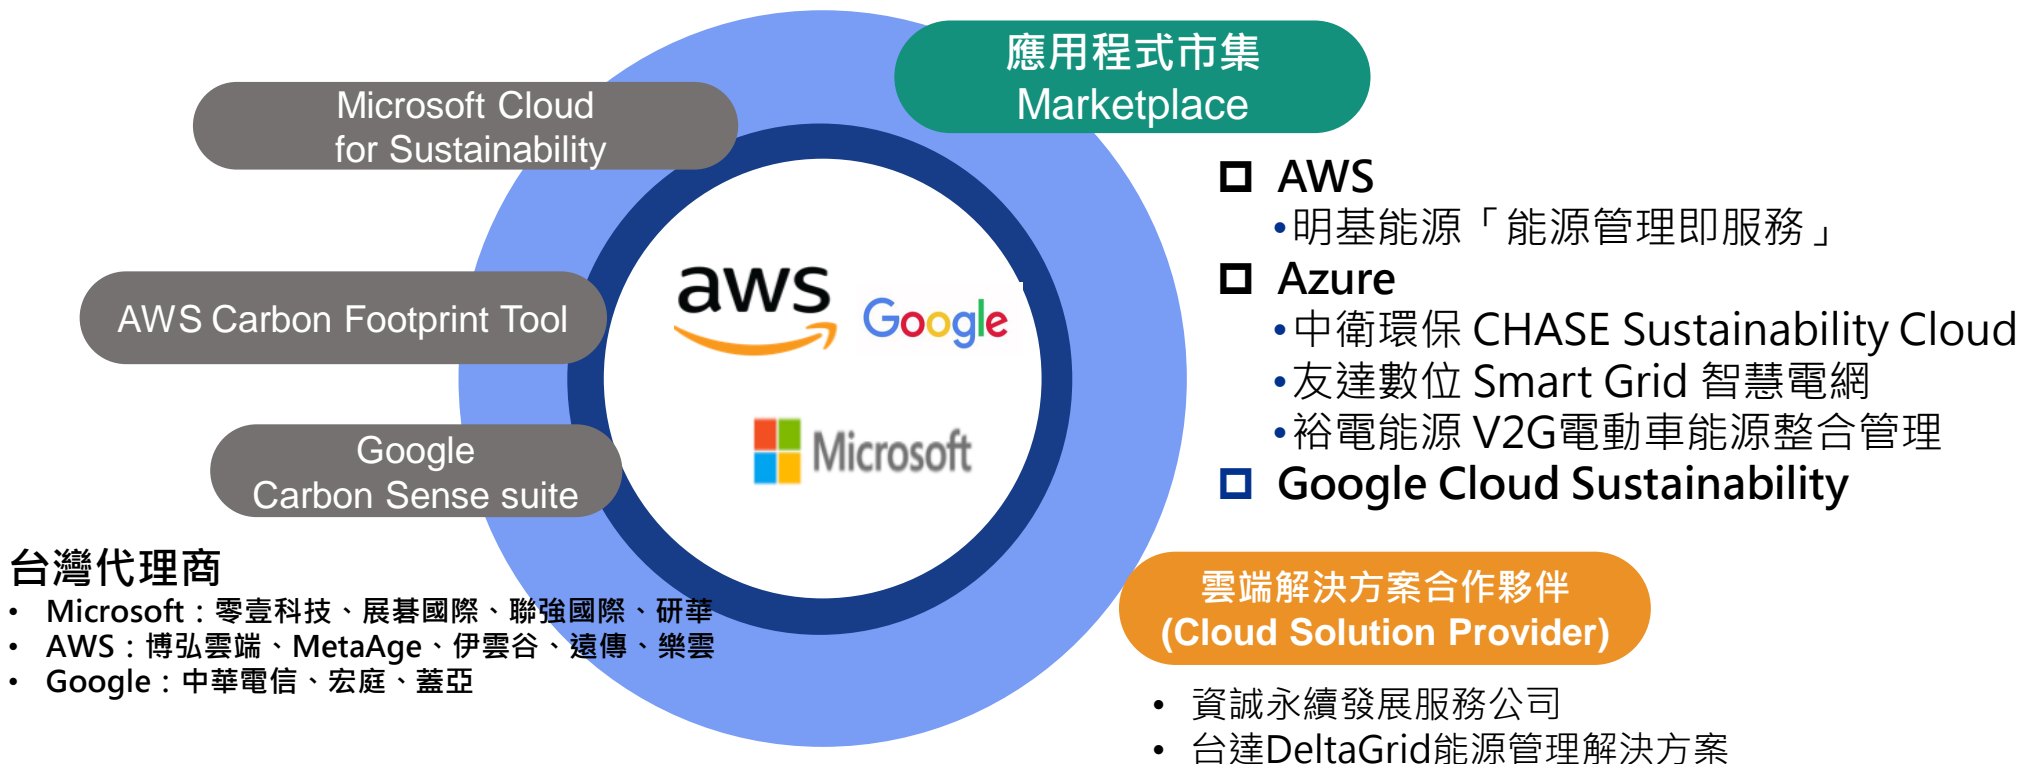 應用程式市集
Marketplace
Microsoft Cloud
for Sustainability
AWS Carbon Footprint Tool
Google
Carbon Sense suite
aws
Google
Microsoft
AWS
•明基能源「能源管理即服務」
Azure
•中衛環保 CHASE Sustainability Cloud
•友達數位 Smart Grid 智慧電網
•裕電能源 V2G電動車能源整合管理
Google Cloud Sustainability
台灣代理商
• Microsoft：零壹科技、展碁國際、聯強國際、研華
• AWS：博弘雲端、MetaAge、伊雲谷、遠傳、樂雲
• Google：中華電信、宏庭、蓋亞
雲端解決方案合作夥伴
(Cloud Solution Provider)
• 資誠永續發展服務公司
• 台達DeltaGrid能源管理解決方案